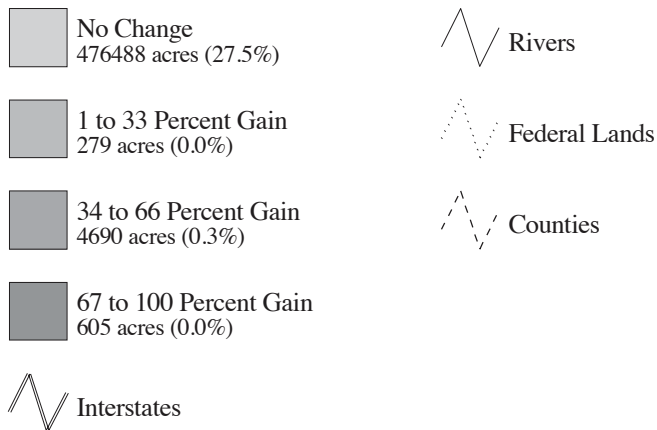 No Change
476488 acres (27.5%)
1 to 33 Percent Gain
279 acres (0.0%)
34 to 66 Percent Gain
4690 acres (0.3%)
67 to 100 Percent Gain
605 acres (0.0%)
Interstates
Rivers
Federal Lands
Counties